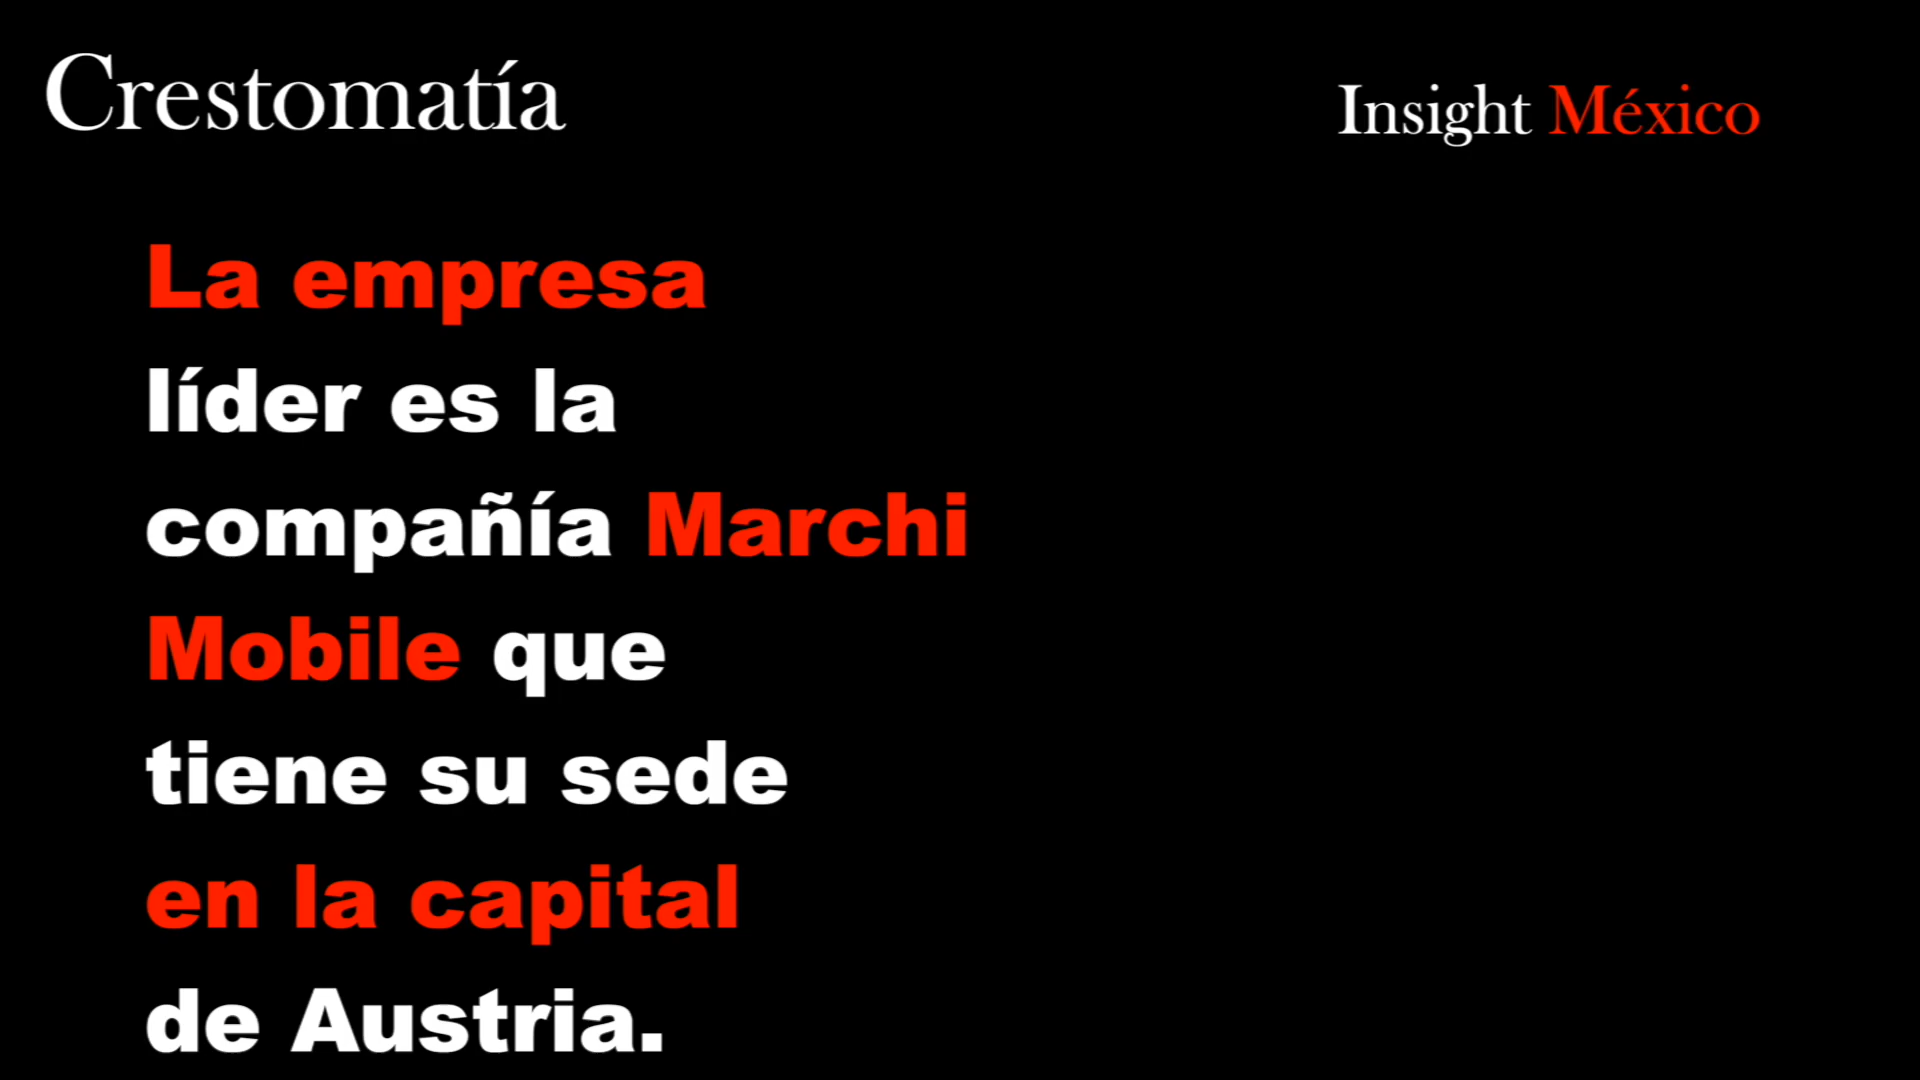 Crestomatía
Insight México
La empresa
líder es la
compañía Marchi
Mobile que
tiene su sede
en la capital
de Austria.